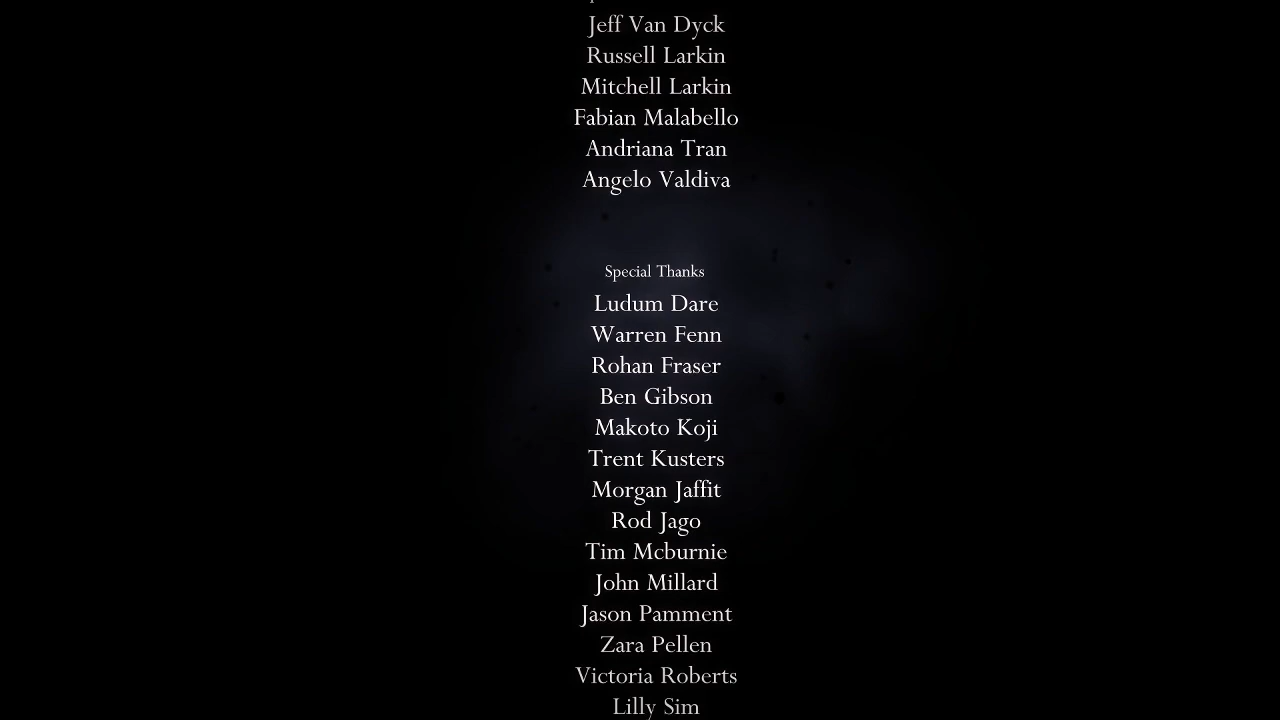 Jeff Van Dyck
Russell Larkin
Mitchell Larkin
Fabian Malabello
Andriana Tran
Angelo Valdiva
Special Thanks
Ludum Dare
Warren Fenn
Rohan Fraser
Ben Gibson
Makoto Koji
Trent Kusters
Morgan Jaffit
Rod Jago
Tim Mcburnie
John Millard
Jason Pamment
Zara Pellen
Victoria Roberts
Lilly Sim